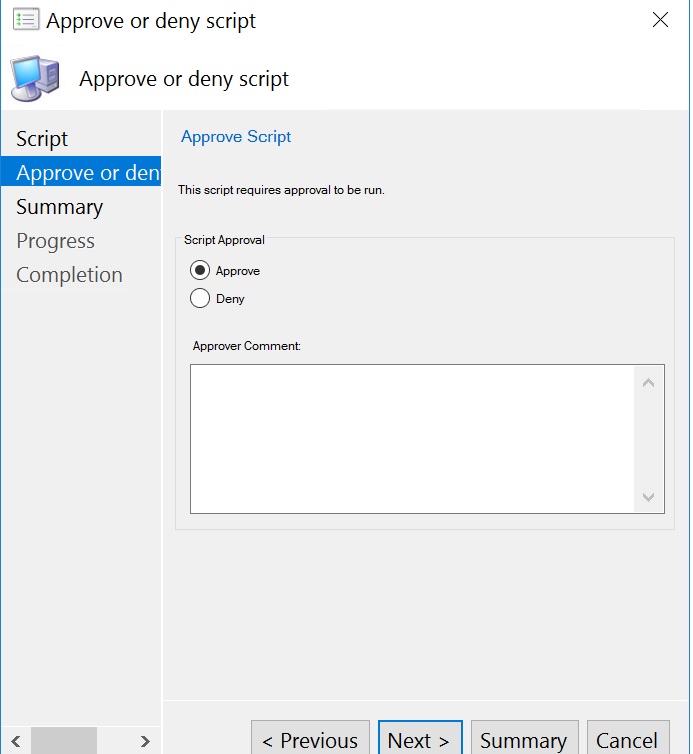 Approve or deny script
Approve or deny script
Script
Approve or den
Summary
Progress
Completion
Approve Script
This script requires approval to be run.
Script Approval
Approve
Deny
Approver Comment:
< Previous
Next >
Summary
Cancel